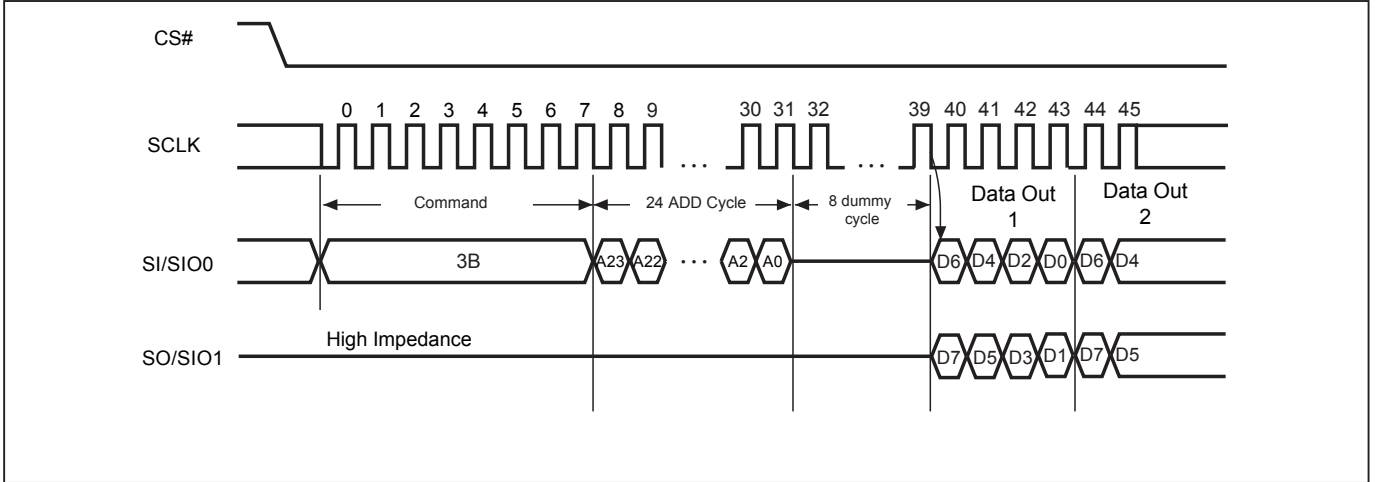 CS#
0 1 2 3 4 5 6 7 8 9 30 31 32 39 40 41 42 43 44 45
SCLK
... ...
Command 24 ADD Cycle 8 dummy cycle Data Out 1 Data Out 2
SI/SIO0 3B A23 A22 ... A2 A0 D6 D4 D2 D0 D6 D4
High Impedance
SO/SIO1 D7 D5 D3 D1 D7 D5